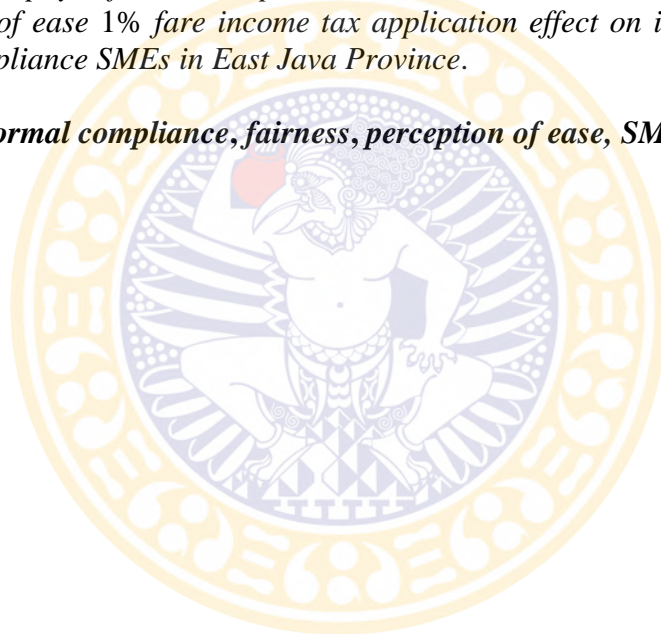 of ease 1% fare income tax application effect on i
pliance SMEs in East Java Province.
ormal compliance, fairness, perception of ease, SM